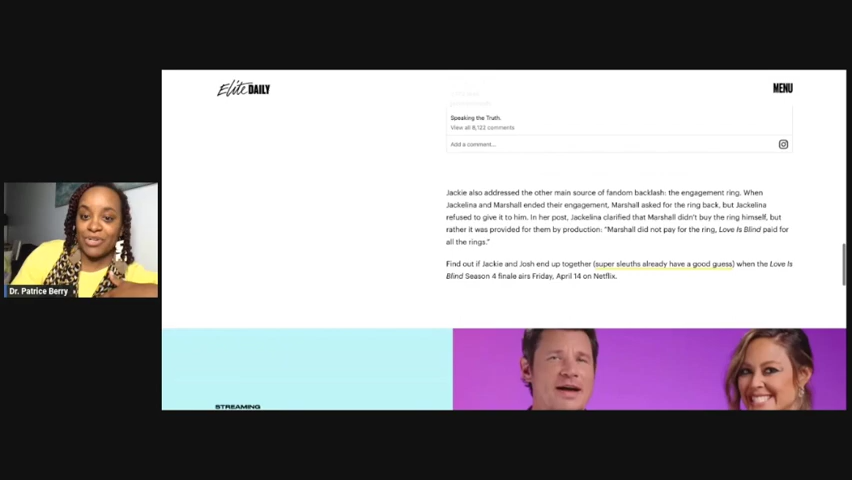 Elite DAILY
MENU
Speaking the Truth.
View all 8,122 comments
Add a comment...
Jackie also addressed the other main source of fandom backlash: the engagement ring. When
Jackelina and Marshall ended their engagement, Marshall asked for the ring back, but Jackelina
refused to give it to him. In her post, Jackelina clarified that Marshall didn't buy the ring himself, but
rather it was provided for them by production: "Marshall did not pay for the ring, Love Is Blind paid for
all the rings."
Find out if Jackie and Josh end up together (super sleuths already have a good guess) when the Love Is
Blind Season 4 finale airs Friday, April 14 on Netflix.
Dr. Patrice Berry
STREAMING